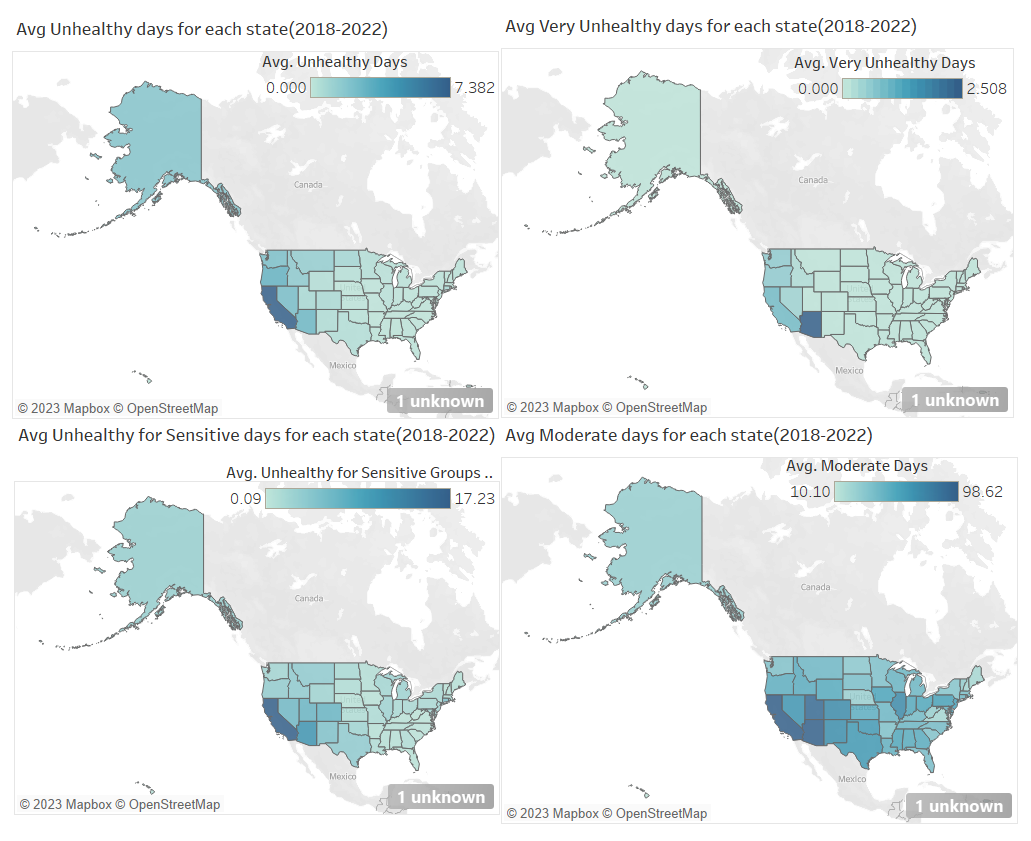 Avg Unhealthy days for each state(2018-2022)
Avg. Unhealthy Days
0.000 7.382
Canada
Mexico
© 2023 Mapbox © OpenStreetMap
1 unknown
Avg Very Unhealthy days for each state(2018-2022)
Avg. Very Unhealthy Days
0.000 2.508
Canada
Mexico
© 2023 Mapbox © OpenStreetMap
1 unknown
Avg Unhealthy for Sensitive days for each state(2018-2022)
Avg. Unhealthy for Sensitive Groups ..
0.09 17.23
Canada
Mexico
© 2023 Mapbox © OpenStreetMap
1 unknown
Avg Moderate days for each state(2018-2022)
Avg. Moderate Days
10.10 98.62
Canada
Mexico
© 2023 Mapbox © OpenStreetMap
1 unknown